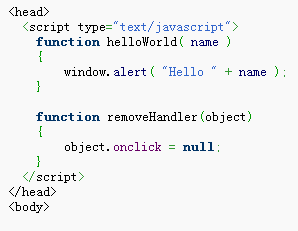 <head>
<script type="text/javascript">
function helloWorld( name )
{
window.alert( "Hello " + name );
}
function removeHandler(object)
{
object.onclick = null;
}
</script>
</head>
<body>